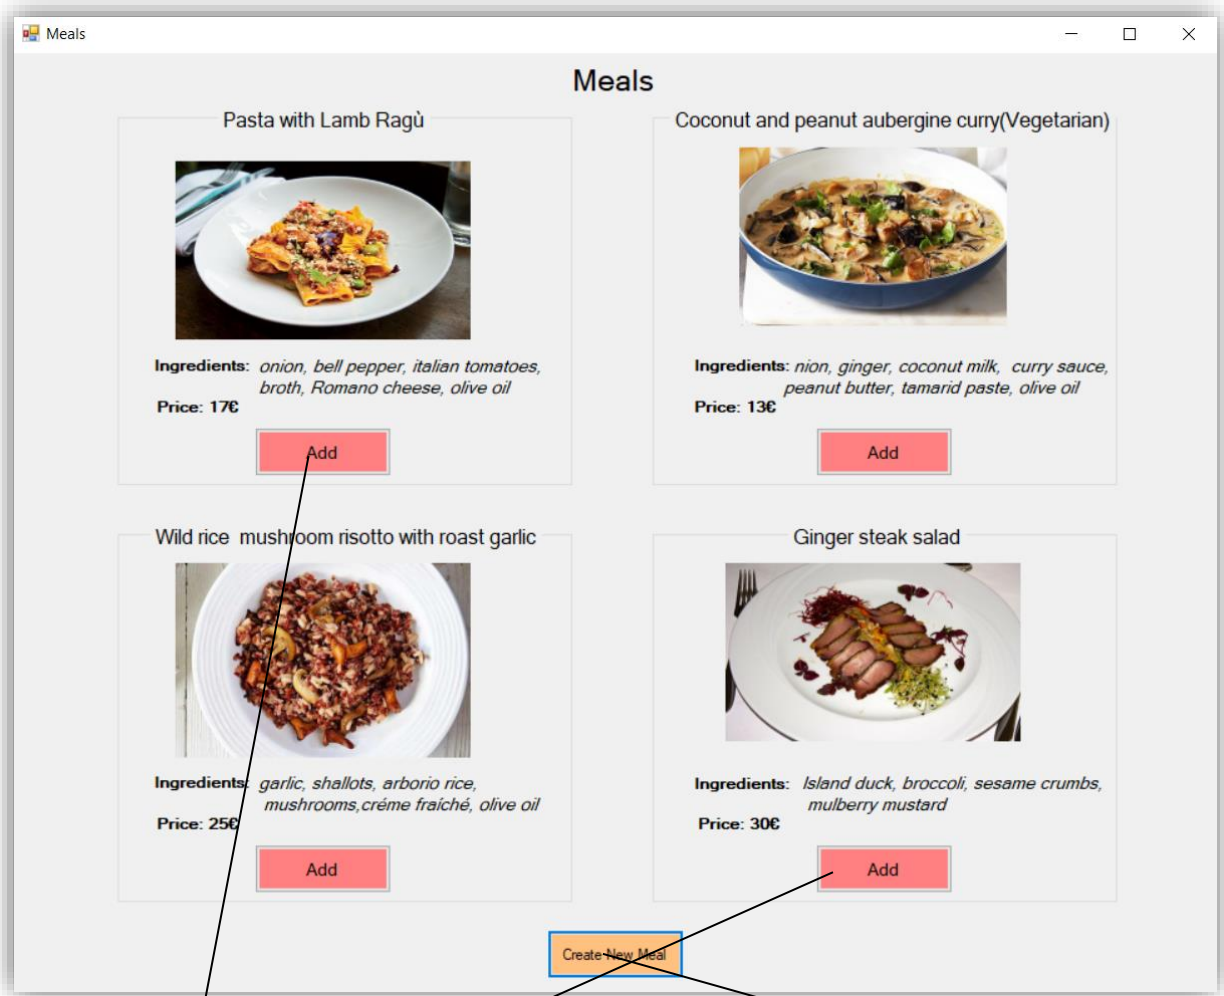 Meals
Meals
Pasta with Lamb Ragù
Ingredients: onion, bell pepper, italian tomatoes,
broth, Romano cheese, olive oil
Price: 17€
Add
Coconut and peanut aubergine curry(Vegetarian)
Ingredients: nion, ginger, coconut milk, curry sauce,
peanut butter, tamarid paste, olive oil
Price: 13€
Add
Wild rice mushroom risotto with roast garlic
Ingredients: garlic, shallots, arborio rice,
mushrooms,créme fraíché, olive oil
Price: 25€
Add
Ginger steak salad
Ingredients: Island duck, broccoli, sesame crumbs,
mulberry mustard
Price: 30€
Add
Create New Meal